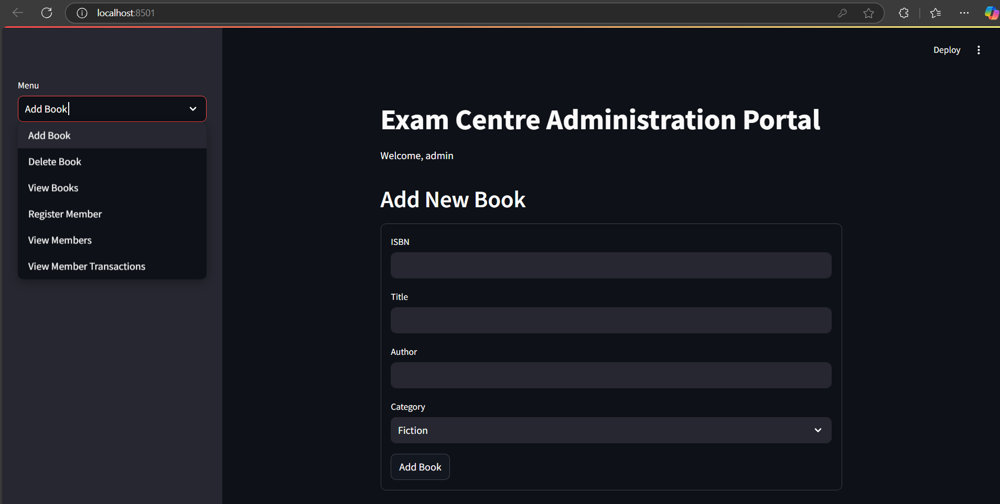 localhost:8501
Deploy
Menu
Add Book
Add Book
Delete Book
View Books
Register Member
View Members
View Member Transactions
Exam Centre Administration Portal
Welcome, admin
Add New Book
ISBN
Title
Author
Category
Fiction
Add Book